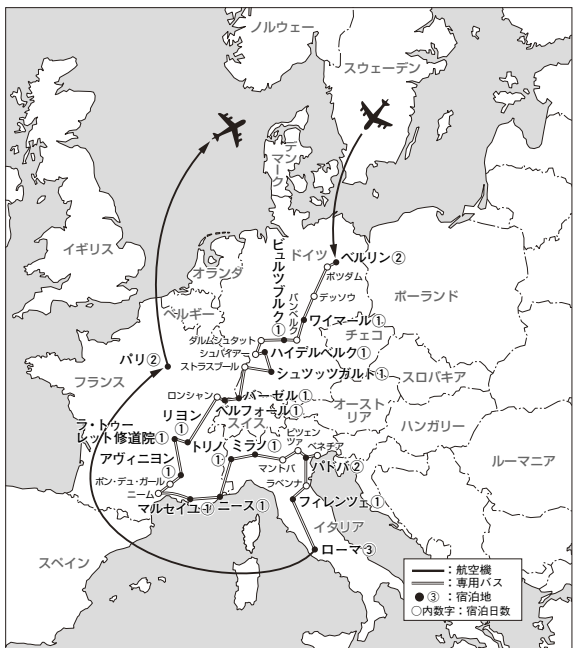 ノルウェー
スウェーデン
デンマーク
イギリス
オランダ
ドイツ
ベルリン②
ポツダム
デッソウ
ポーランド
ベルギー
ビュルツブルク①
バンベルク
ワイマール①
チェコ
ダルムシュタット
シュパイアー
ハイデルベルク①
ストラスブール
シュツッツガルト①
パリ②
フランス
スロバキア
ロンシャン
バーゼル①
ベルフォール①
スイス
オーストリア
ハンガリー
ラ・トゥーレット修道院①
リヨン①
トリノ①
ミラノ①
ビツェンツァ
ベネチア
ルーマニア
アヴィニヨン①
マントバ
パドバ②
ポン・デュ・ガール
ラベンナ
ニーム
マルセイユ①
ニース①
フィレンツェ①
イタリア
ローマ③
スペイン
：航空機
：専用バス
● ③：宿泊地
○内数字：宿泊日数